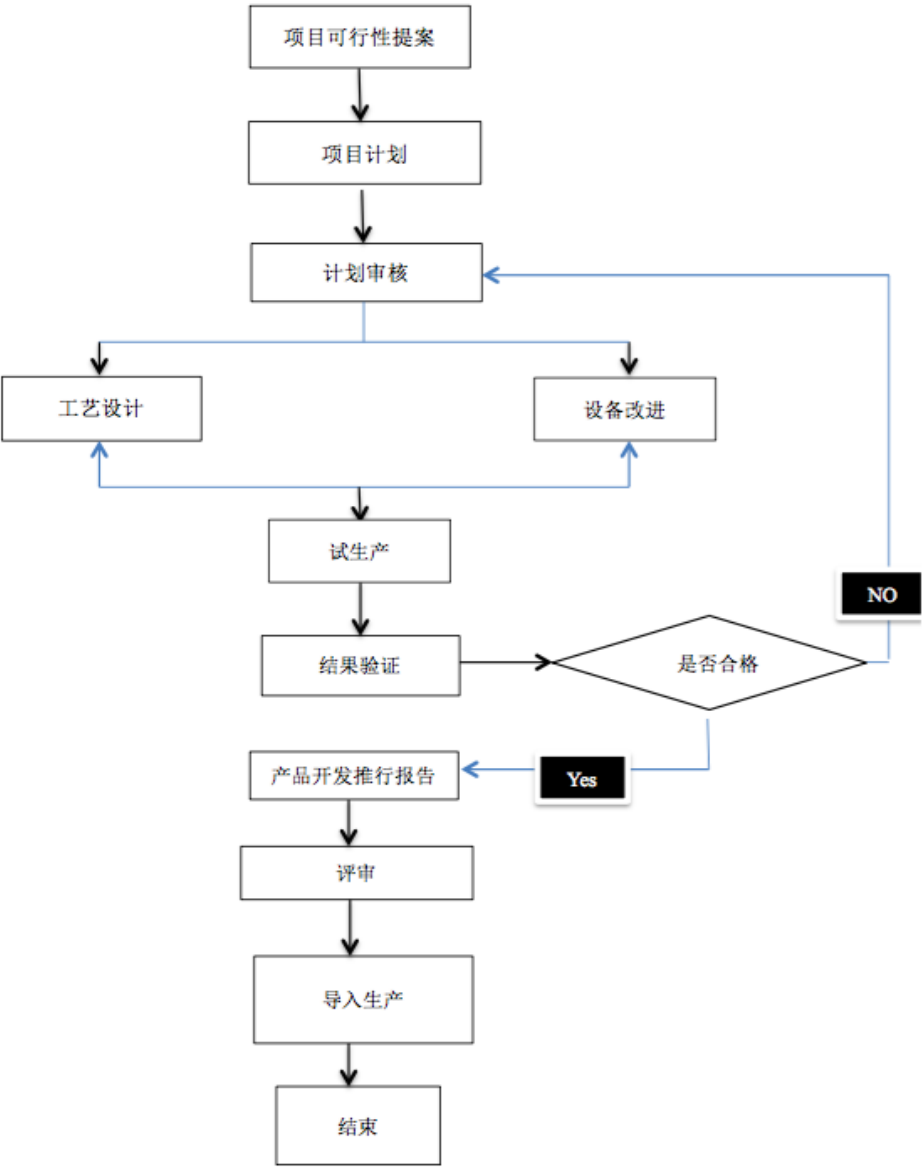 项目可行性提案
项目计划
计划审核
工艺设计
设备改进
试生产
NO
结果验证
是否合格
产品开发推行报告
Yes
评审
导入生产
结束